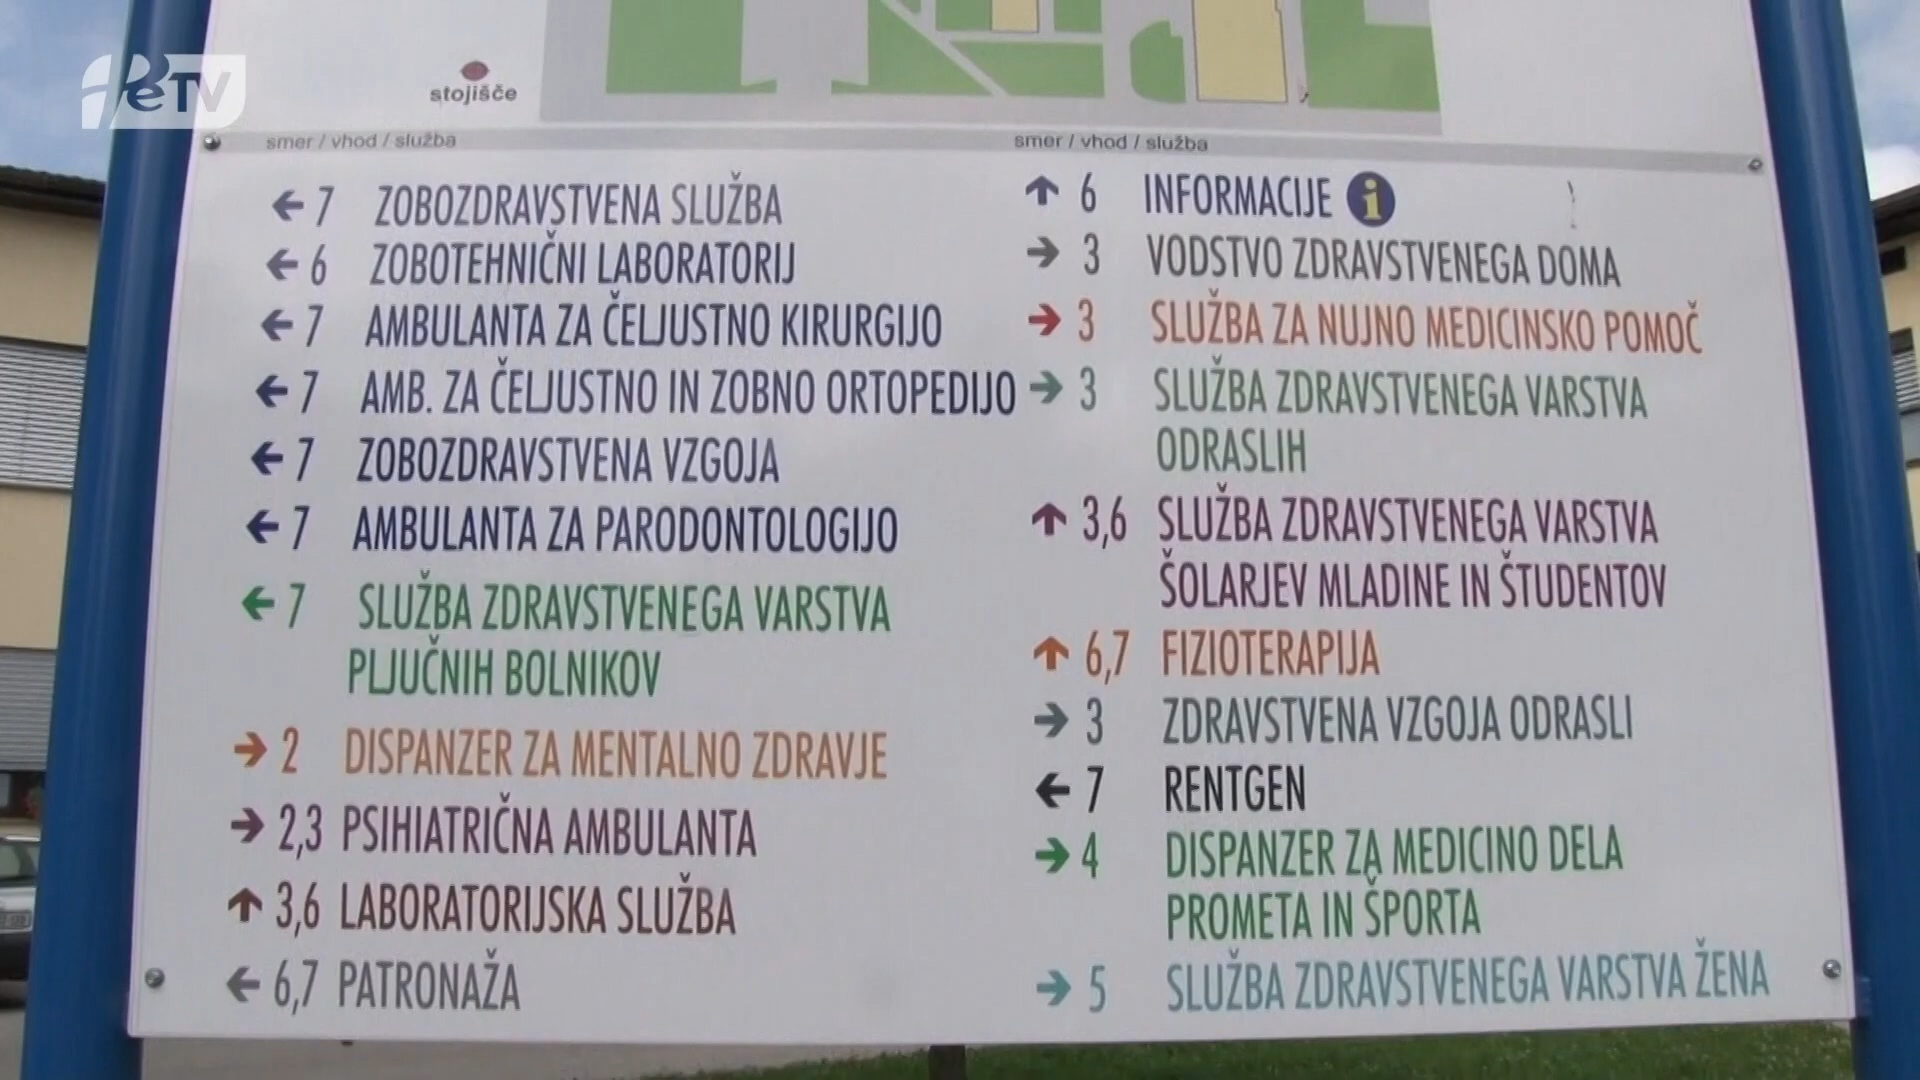 eTV
stojišče
smer / vhod / služba
← 7 ZOBOZDRAVSTVENA SLUŽBA
← 6 ZOBOTEHNIČNI LABORATORIJ
← 7 AMBULANTA ZA ČELJUSTNO KIRURGIJO
← 7 AMB. ZA ČELJUSTNO IN ZOBNO ORTOPEDIJO
← 7 ZOBOZDRAVSTVENA VZGOJA
← 7 AMBULANTA ZA PARODONTOLOGIJO
← 7 SLUŽBA ZDRAVSTVENEGA VARSTVA
PLJUČNIH BOLNIKOV
→ 2 DISPANZER ZA MENTALNO ZDRAVJE
→ 2,3 PSIHIATRIČNA AMBULANTA
↑ 3,6 LABORATORIJSKA SLUŽBA
← 6,7 PATRONAŽA
smer / vhod / služba
↑ 6 INFORMACIJE i
→ 3 VODSTVO ZDRAVSTVENEGA DOMA
→ 3 SLUŽBA ZA NUJNO MEDICINSKO POMOČ
→ 3 SLUŽBA ZDRAVSTVENEGA VARSTVA
ODRASLIH
↑ 3,6 SLUŽBA ZDRAVSTVENEGA VARSTVA
ŠOLARJEV MLADINE IN ŠTUDENTOV
↑ 6,7 FIZIOTERAPIJA
→ 3 ZDRAVSTVENA VZGOJA ODRASLI
← 7 RENTGEN
→ 4 DISPANZER ZA MEDICINO DELA
PROMETA IN ŠPORTA
→ 5 SLUŽBA ZDRAVSTVENEGA VARSTVA ŽENA